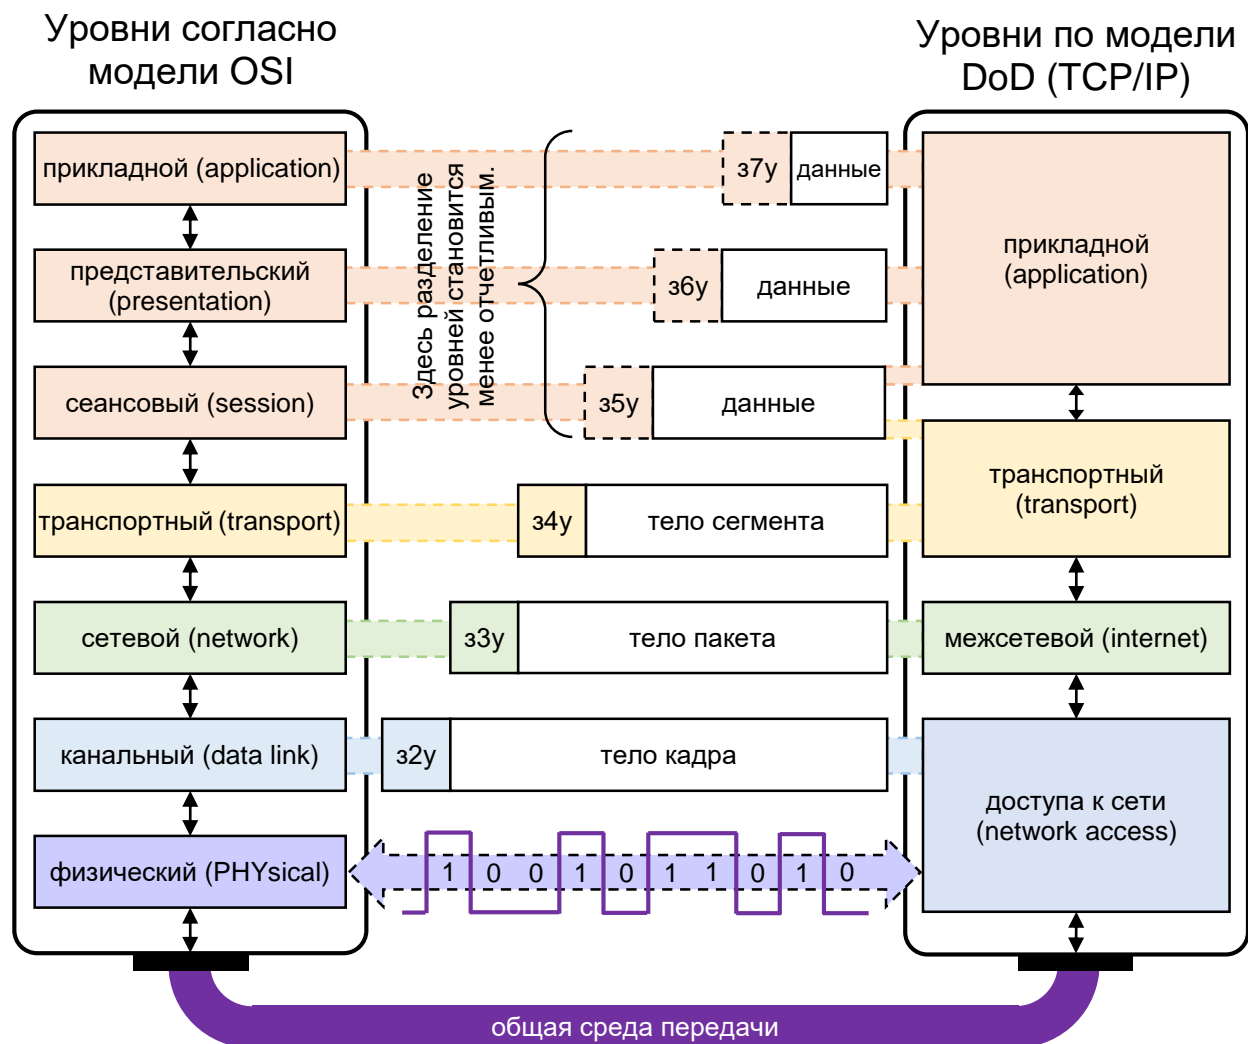 Уровни согласно
модели OSI
Уровни по модели
DoD (TCP/IP)
прикладной (application)
Здесь разделение
уровней становится
менее отчетливым.
з7у
данные
прикладной
(application)
представительский
(presentation)
з6у
данные
сеансовый (session)
з5у
данные
транспортный (transport)
з4у
тело сегмента
транспортный
(transport)
сетевой (network)
з3у
тело пакета
межсетевой (internet)
канальный (data link)
з2у
тело кадра
доступа к сети
(network access)
физический (PHYsical)
1 0 0 1 0 1 1 0 1 0
общая среда передачи